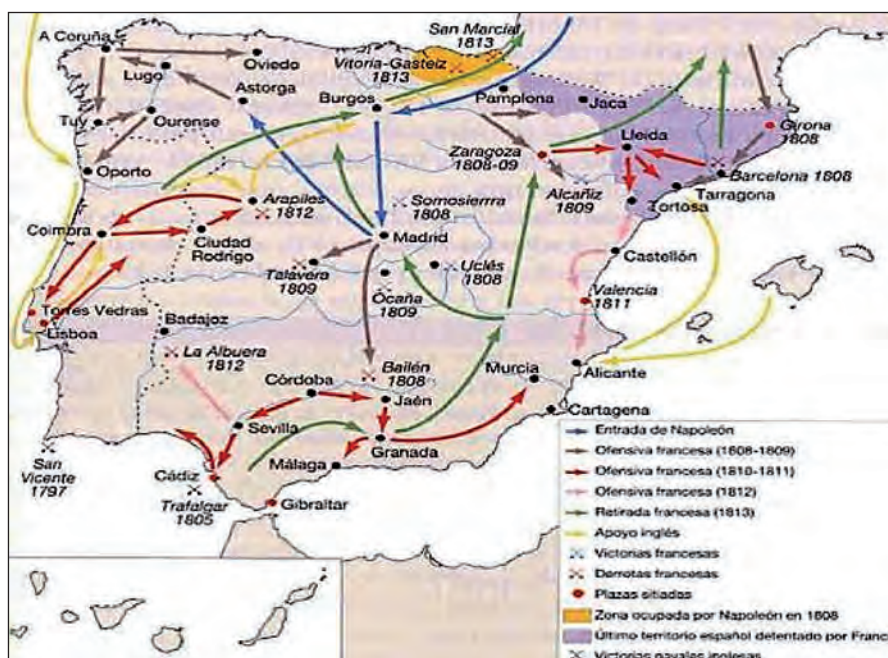 A Coruña
Oviedo
Lugo
Astorga
Tuy
Ourense
Oporto
San Marcial
1813
Vitoria-Gasteiz
1813
Burgos
Pamplona
Jaca
Girona
1808
Lleida
Zaragoza
1808-09
Barcelona 1808
Tarragona
Alcañiz
1809
Tortosa
Arapiles
1812
Somosierrra
1808
Coimbra
Ciudad
Rodrigo
Madrid
Castellón
Talavera
1809
Uclés
1808
Ocaña
1809
Valencia
1811
Torres Vedras
Lisboa
Badajoz
La Albuera
1812
Bailén
1808
Murcia
Alicante
Córdoba
Jaén
Cartagena
Sevilla
Granada
Málaga
San
Vicente
1797
Cádiz
Trafalgar
1805
Gibraltar
Entrada de Napoleón
Ofensiva francesa (1808-1809)
Ofensiva francesa (1810-1811)
Ofensiva francesa (1812)
Retirada francesa (1813)
Apoyo inglés
Victorias francesas
Derrotas francesas
Plazas sitiadas
Zona ocupada por Napoleón en 1808
Último territorio español detentado por Franc
Victorias navales inglesas